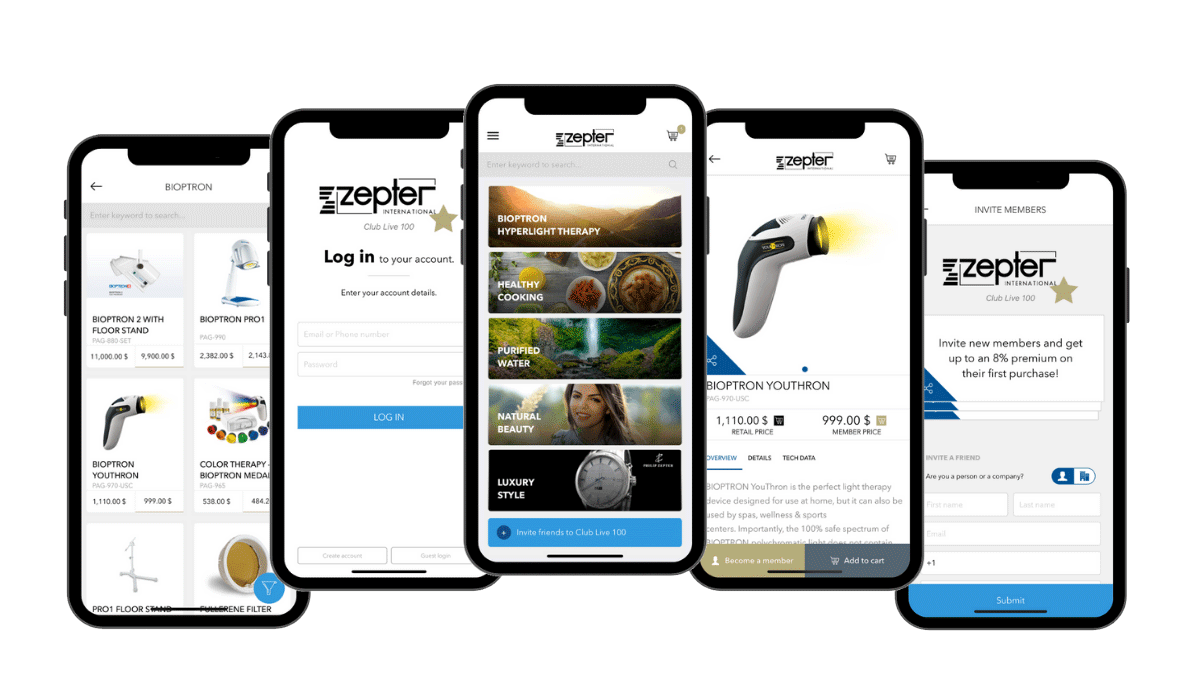 BIOPTRON
Enter keyword to search...
BIOPTRON 2 WITH
FLOOR STAND
PAG-880-SET
11,000.00 $ 9,900.00 $
BIOPTRON PRO1
PAG-990
2,382.00 $ 2,143.
BIOPTRON
YOUTHRON
PAG-970-USC
1,110.00 $ 999.00 $
COLOR THERAPY -
BIOPTRON MEDA
PAG-965
538.00 $ 484.2
PRO1 FLOOR STAND
FULLERENE FILTER
zepter
INTERNATIONAL
Club Live 100
Log in to your account.
Enter your account details.
Email or Phone number
Password
Forgot your pass
LOG IN
Create account
Guest login
zepter
INTERNATIONAL
Enter keyword to search...
BIOPTRON
HYPERLIGHT THERAPY
HEALTHY
COOKING
PURIFIED
WATER
NATURAL
BEAUTY
PHILIP ZEPTER
LUXURY
STYLE
+ Invite friends to Club Live 100
zepter
INTERNATIONAL
BIOPTRON YOUTHRON
PAG-970-USC
1,110.00 $
RETAIL PRICE
999.00 $
MEMBER PRICE
OVERVIEW DETAILS TECH DATA
BIOPTRON YouThron is the perfect light therapy
device designed for use at home, but it can also be
used by spas, wellness & sports
centers. Importantly, the 100% safe spectrum of
BIOPTRON polychromatic light does not contain
Become a member
Add to cart
INVITE MEMBERS
zepter
INTERNATIONAL
Club Live 100
Invite new members and get
up to an 8% premium on
their first purchase!
INVITE A FRIEND
Are you a person or a company?
First name
Last name
Email
+1
Submit